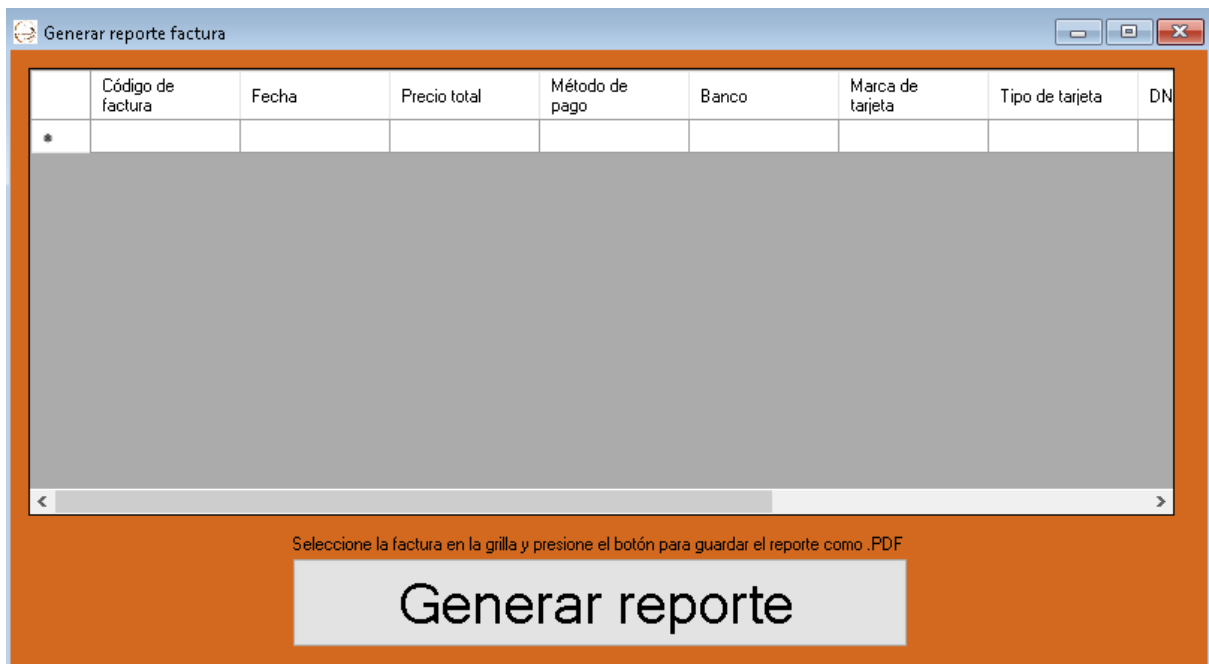 Generar reporte factura
Código de factura
Fecha
Precio total
Método de pago
Banco
Marca de tarjeta
Tipo de tarjeta
DN
Seleccione la factura en la grilla y presione el botón para guardar el reporte como .PDF
Generar reporte